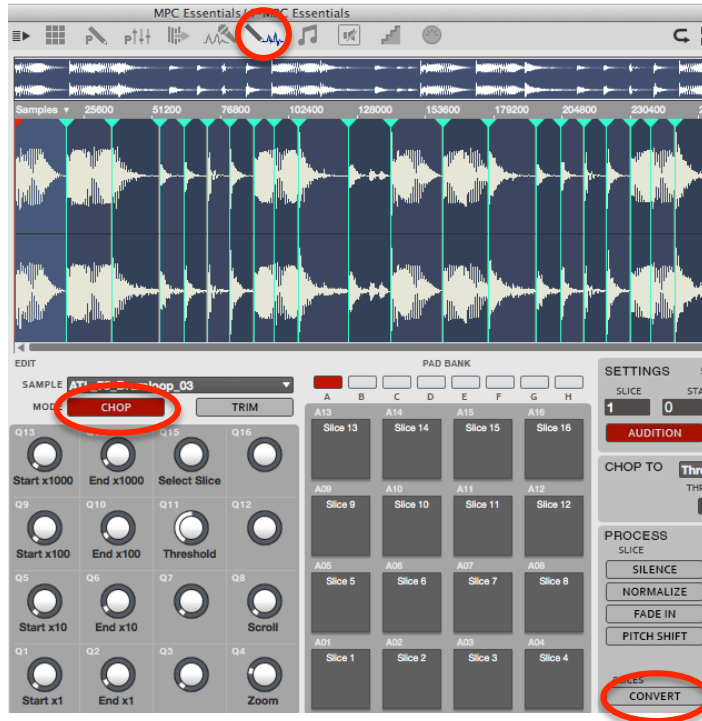 MPC Essentials MPC Essentials
Samples 25600 51200 76800 102400 128000 153600 179200 204800 230400
EDIT
SAMPLE loop_03
MODE CHOP TRIM
Q13 Q15 Q16
Start x1000 End x1000 Select Slice
Q9 Q10 Q11 Q12
Start x100 End x100 Threshold
Q5 Q6 Q7 Q8
Start x10 End x10 Scroll
Q1 Q2 Q3 Q4
Start x1 End x1 Zoom
PAD BANK
A B C D E F G H
A13 A14 A15 A16
Slice 13 Slice 14 Slice 15 Slice 16
A09 A10 A11 A12
Slice 9 Slice 10 Slice 11 Slice 12
A05 A06 A07 A08
Slice 5 Slice 6 Slice 7 Slice 8
A01 A02 A03 A04
Slice 1 Slice 2 Slice 3 Slice 4
SETTINGS
SLICE STA
1 0
AUDITION
CHOP TO Thre
THR
PROCESS
SLICE
SILENCE
NORMALIZE
FADE IN
PITCH SHIFT
SLICES
CONVERT